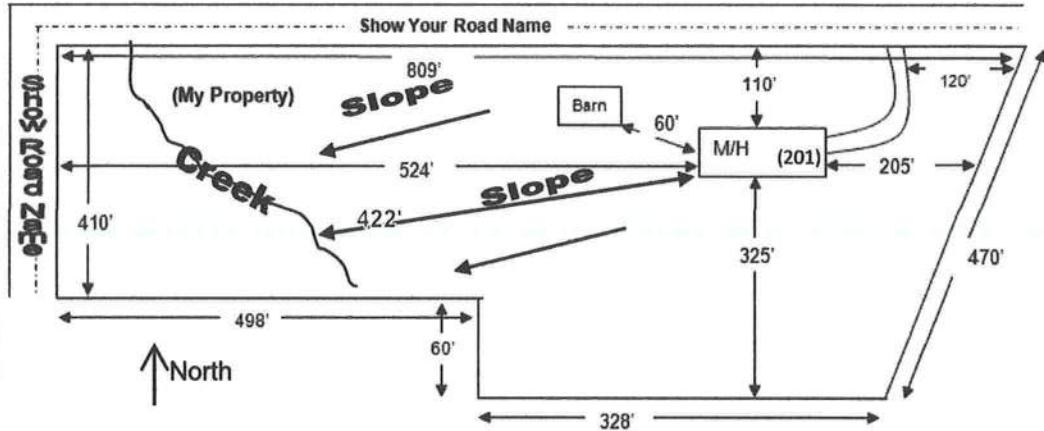 Show Your Road Name
809'
110'
120'
(My Property)
Slope
Barn
60'
M/H
(201)
Show Road Name
Creek
524'
205'
Slope
410'
422'
325'
470'
498'
60'
North
328'